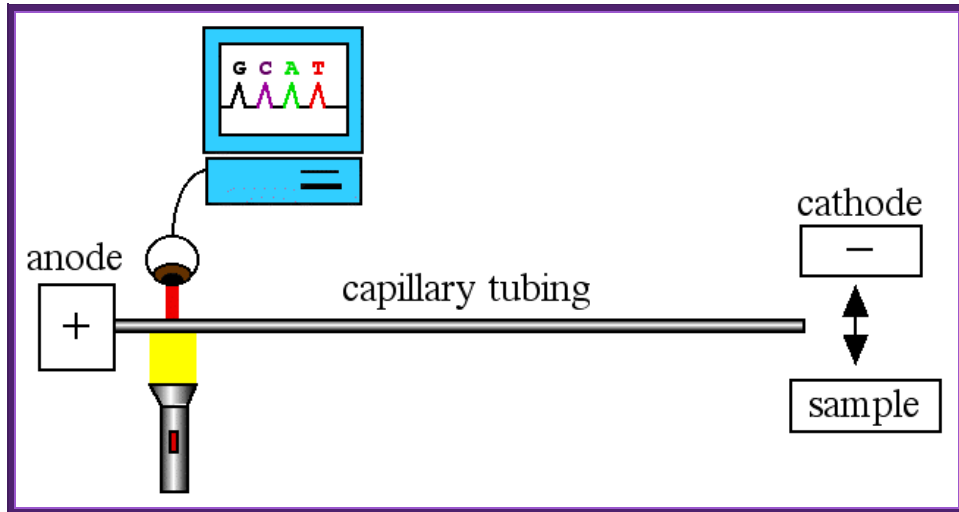 G C A T
cathode
−
anode
capillary tubing
+
sample